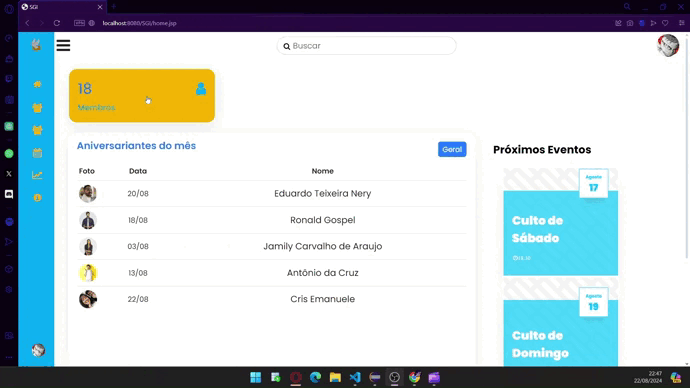 SGI
VPN
localhost:8080/SGI/home.jsp
Buscar
18
Membros
Aniversariantes do mês
Geral
Foto Data Nome
20/08 Eduardo Teixeira Nery
18/08 Ronald Gospel
03/08 Jamily Carvalho de Araujo
13/08 Antônio da Cruz
22/08 Cris Emanuele
Próximos Eventos
Agosto
17
Culto de
Sábado
Agosto
19
Culto de
Domingo
22:47
22/08/2024